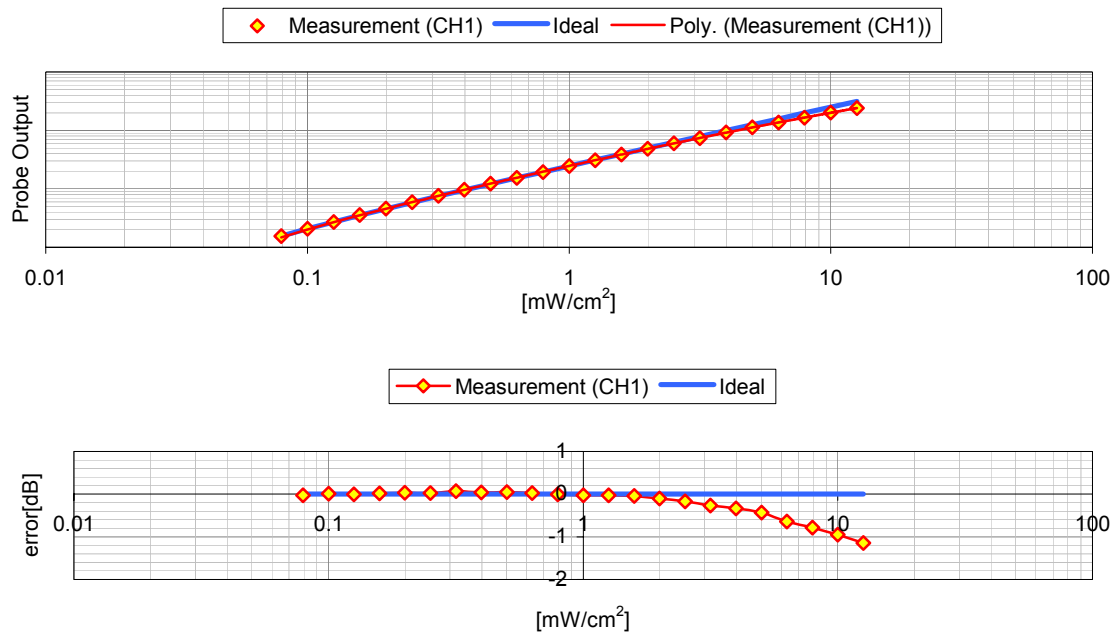 Measurement (CH1) Ideal Poly. (Measurement (CH1))
Probe Output
0.01 0.1 1 10 100
[mW/cm²]
Measurement (CH1) Ideal
error[dB]
1
0
0.01 0.1 10 100
-1
-2
[mW/cm²]